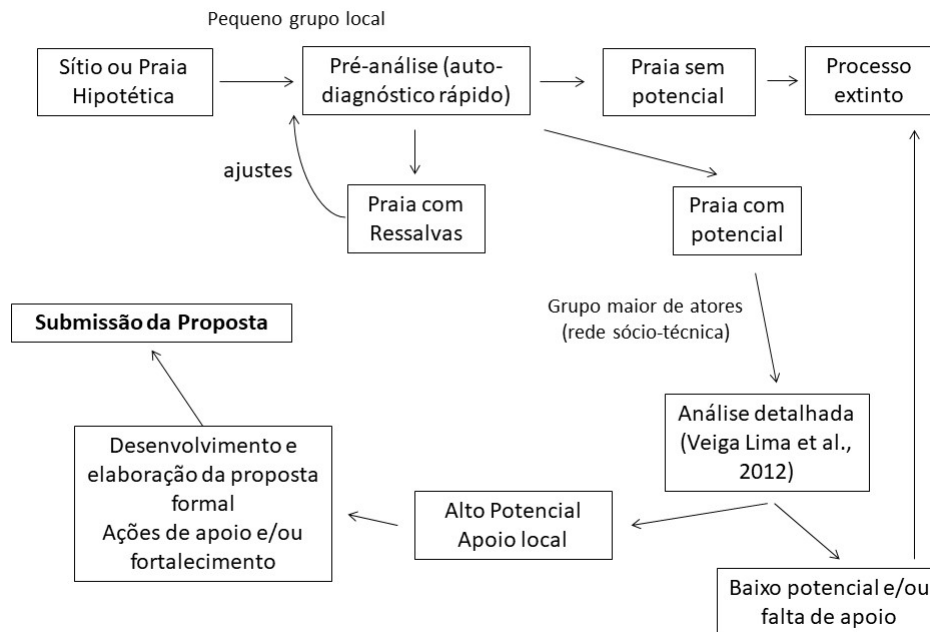 Pequeno grupo local
Sítio ou Praia
Hipotética
Pré-análise (auto-
diagnóstico rápido)
Praia sem
potencial
Processo
extinto
ajustes
Praia com
Ressalvas
Praia com
potencial
Grupo maior de atores
(rede sócio-técnica)
Submissão da Proposta
Análise detalhada
(Veiga Lima et al.,
2012)
Desenvolvimento e
elaboração da proposta
formal
Ações de apoio e/ou
fortalecimento
Alto Potencial
Apoio local
Baixo potencial e/ou
falta de apoio